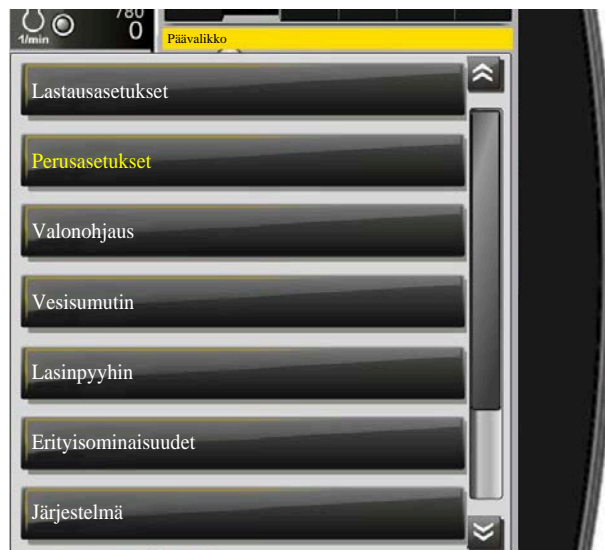 780
1/min
0
Päävalikko
Lastausasetukset
Perusasetukset
Valonohjaus
Vesisumutin
Lasinpyyhin
Erityisominaisuudet
Järjestelmä